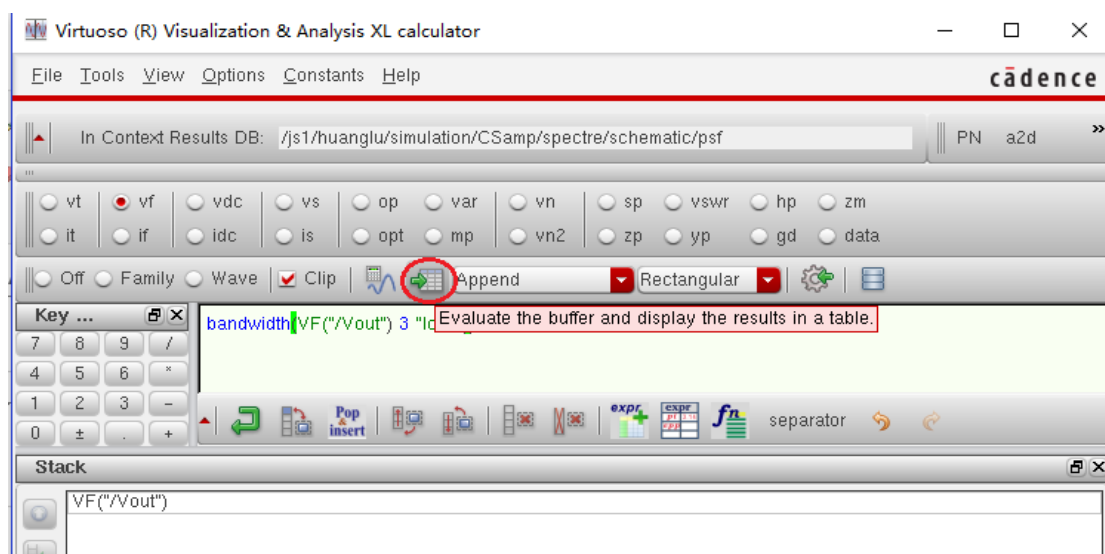 Virtuoso (R) Visualization & Analysis XL calculator
File Tools View Options Constants Help
cādence
In Context Results DB: /js1/huanglu/simulation/CSamp/spectre/schematic/psf
PN a2d »
vt vf vdc vs op var vn sp vswr hp zm
it if idc is opt mp vn2 zp yp gd data
Off Family Wave Clip Append Rectangular
Key ...
7 8 9 /
4 5 6 *
1 2 3 -
0 ± . +
bandwidth(VF("/Vout") 3
Evaluate the buffer and display the results in a table.
Pop
&
insert
expr
expr
fn
separator
Stack
VF("/Vout")